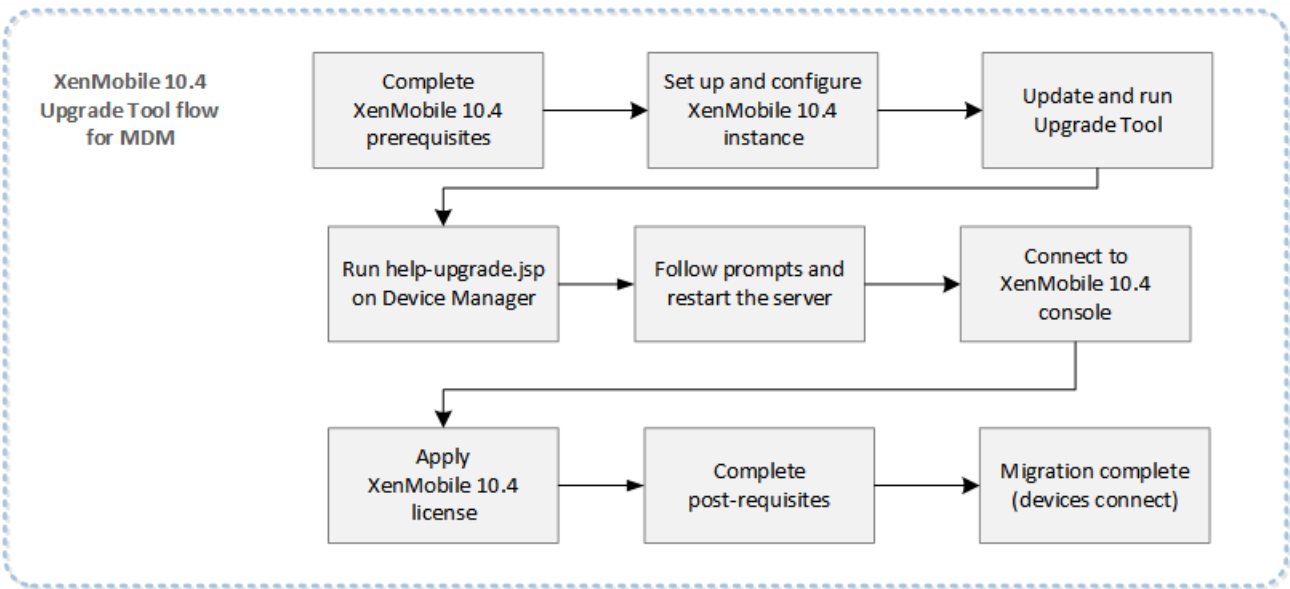 XenMobile 10.4
Upgrade Tool flow
for MDM
Complete
XenMobile 10.4
prerequisites
Set up and configure
XenMobile 10.4
instance
Update and run
Upgrade Tool
Run help-upgrade.jsp
on Device Manager
Follow prompts and
restart the server
Connect to
XenMobile 10.4
console
Apply
XenMobile 10.4
license
Complete
post-requisites
Migration complete
(devices connect)